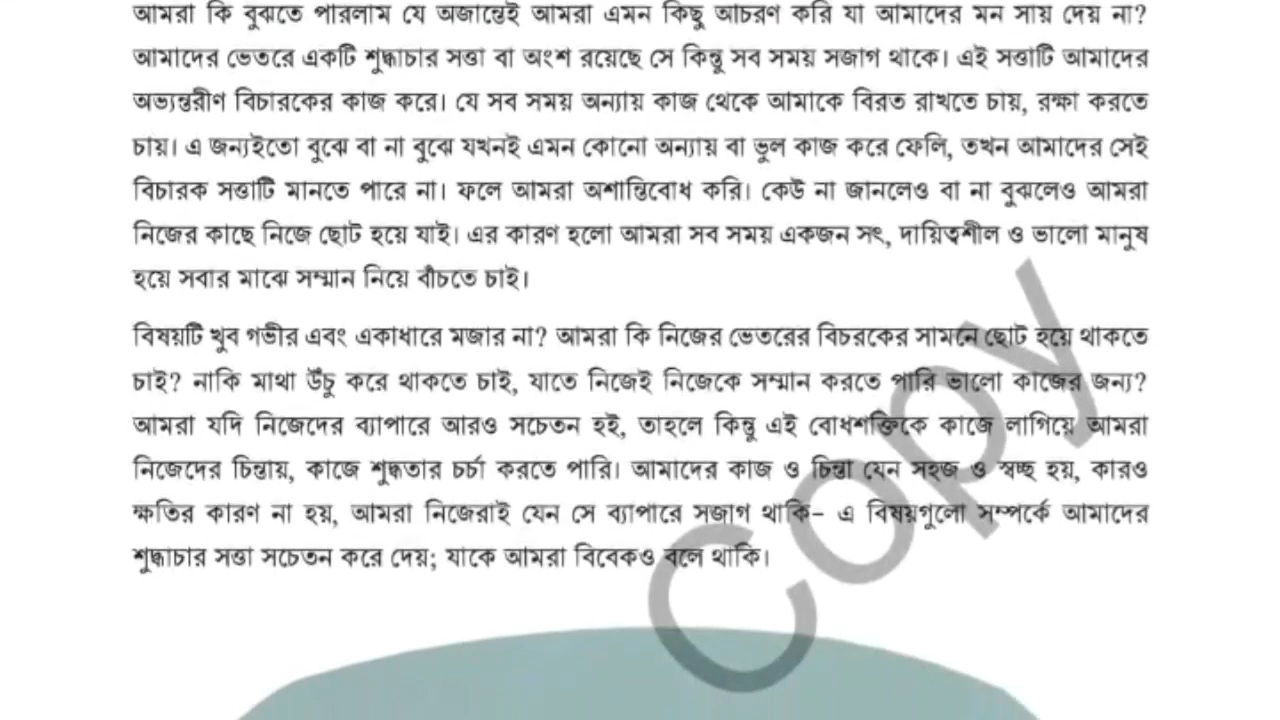 আমরা কি বুঝতে পারলাম যে অজান্তেই আমরা এমন কিছু আচরণ করি যা আমাদের মন সায় দেয় না?
আমাদের ভেতরে একটি শুদ্ধাচার সত্তা বা অংশ রয়েছে সে কিন্তু সব সময় সজাগ থাকে। এই সত্তাটি আমাদের
অভ্যন্তরীণ বিচারকের কাজ করে। যে সব সময় অন্যায় কাজ থেকে আমাকে বিরত রাখতে চায়, রক্ষা করতে
চায়। এ জন্যইতো বুঝে বা না বুঝে যখনই এমন কোনো অন্যায় বা ভুল কাজ করে ফেলি, তখন আমাদের সেই
বিচারক সত্তাটি মানতে পারে না। ফলে আমরা অশান্তিবোধ করি। কেউ না জানলেও বা না বুঝলেও আমরা
নিজের কাছে নিজে ছোট হয়ে যাই। এর কারণ হলো আমরা সব সময় একজন সৎ, দায়িত্বশীল ও ভালো মানুষ
হয়ে সবার মাঝে সম্মান নিয়ে বাঁচতে চাই।
বিষয়টি খুব গভীর এবং একাধারে মজার না? আমরা কি নিজের ভেতরের বিচরকের সামনে ছোট হয়ে থাকতে
চাই? নাকি মাথা উঁচু করে থাকতে চাই, যাতে নিজেই নিজেকে সম্মান করতে পারি ভালো কাজের জন্য?
আমরা যদি নিজেদের ব্যাপারে আরও সচেতন হই, তাহলে কিন্তু এই বোধশক্তিকে কাজে লাগিয়ে আমরা
নিজেদের চিন্তায়, কাজে শুদ্ধতার চর্চা করতে পারি। আমাদের কাজ ও চিন্তা যেন সহজ ও স্বচ্ছ হয়, কারও
ক্ষতির কারণ না হয়, আমরা নিজেরাই যেন সে ব্যাপারে সজাগ থাকি– এ বিষয়গুলো সম্পর্কে আমাদের
শুদ্ধাচার সত্তা সচেতন করে দেয়; যাকে আমরা বিবেকও বলে থাকি।
Copy